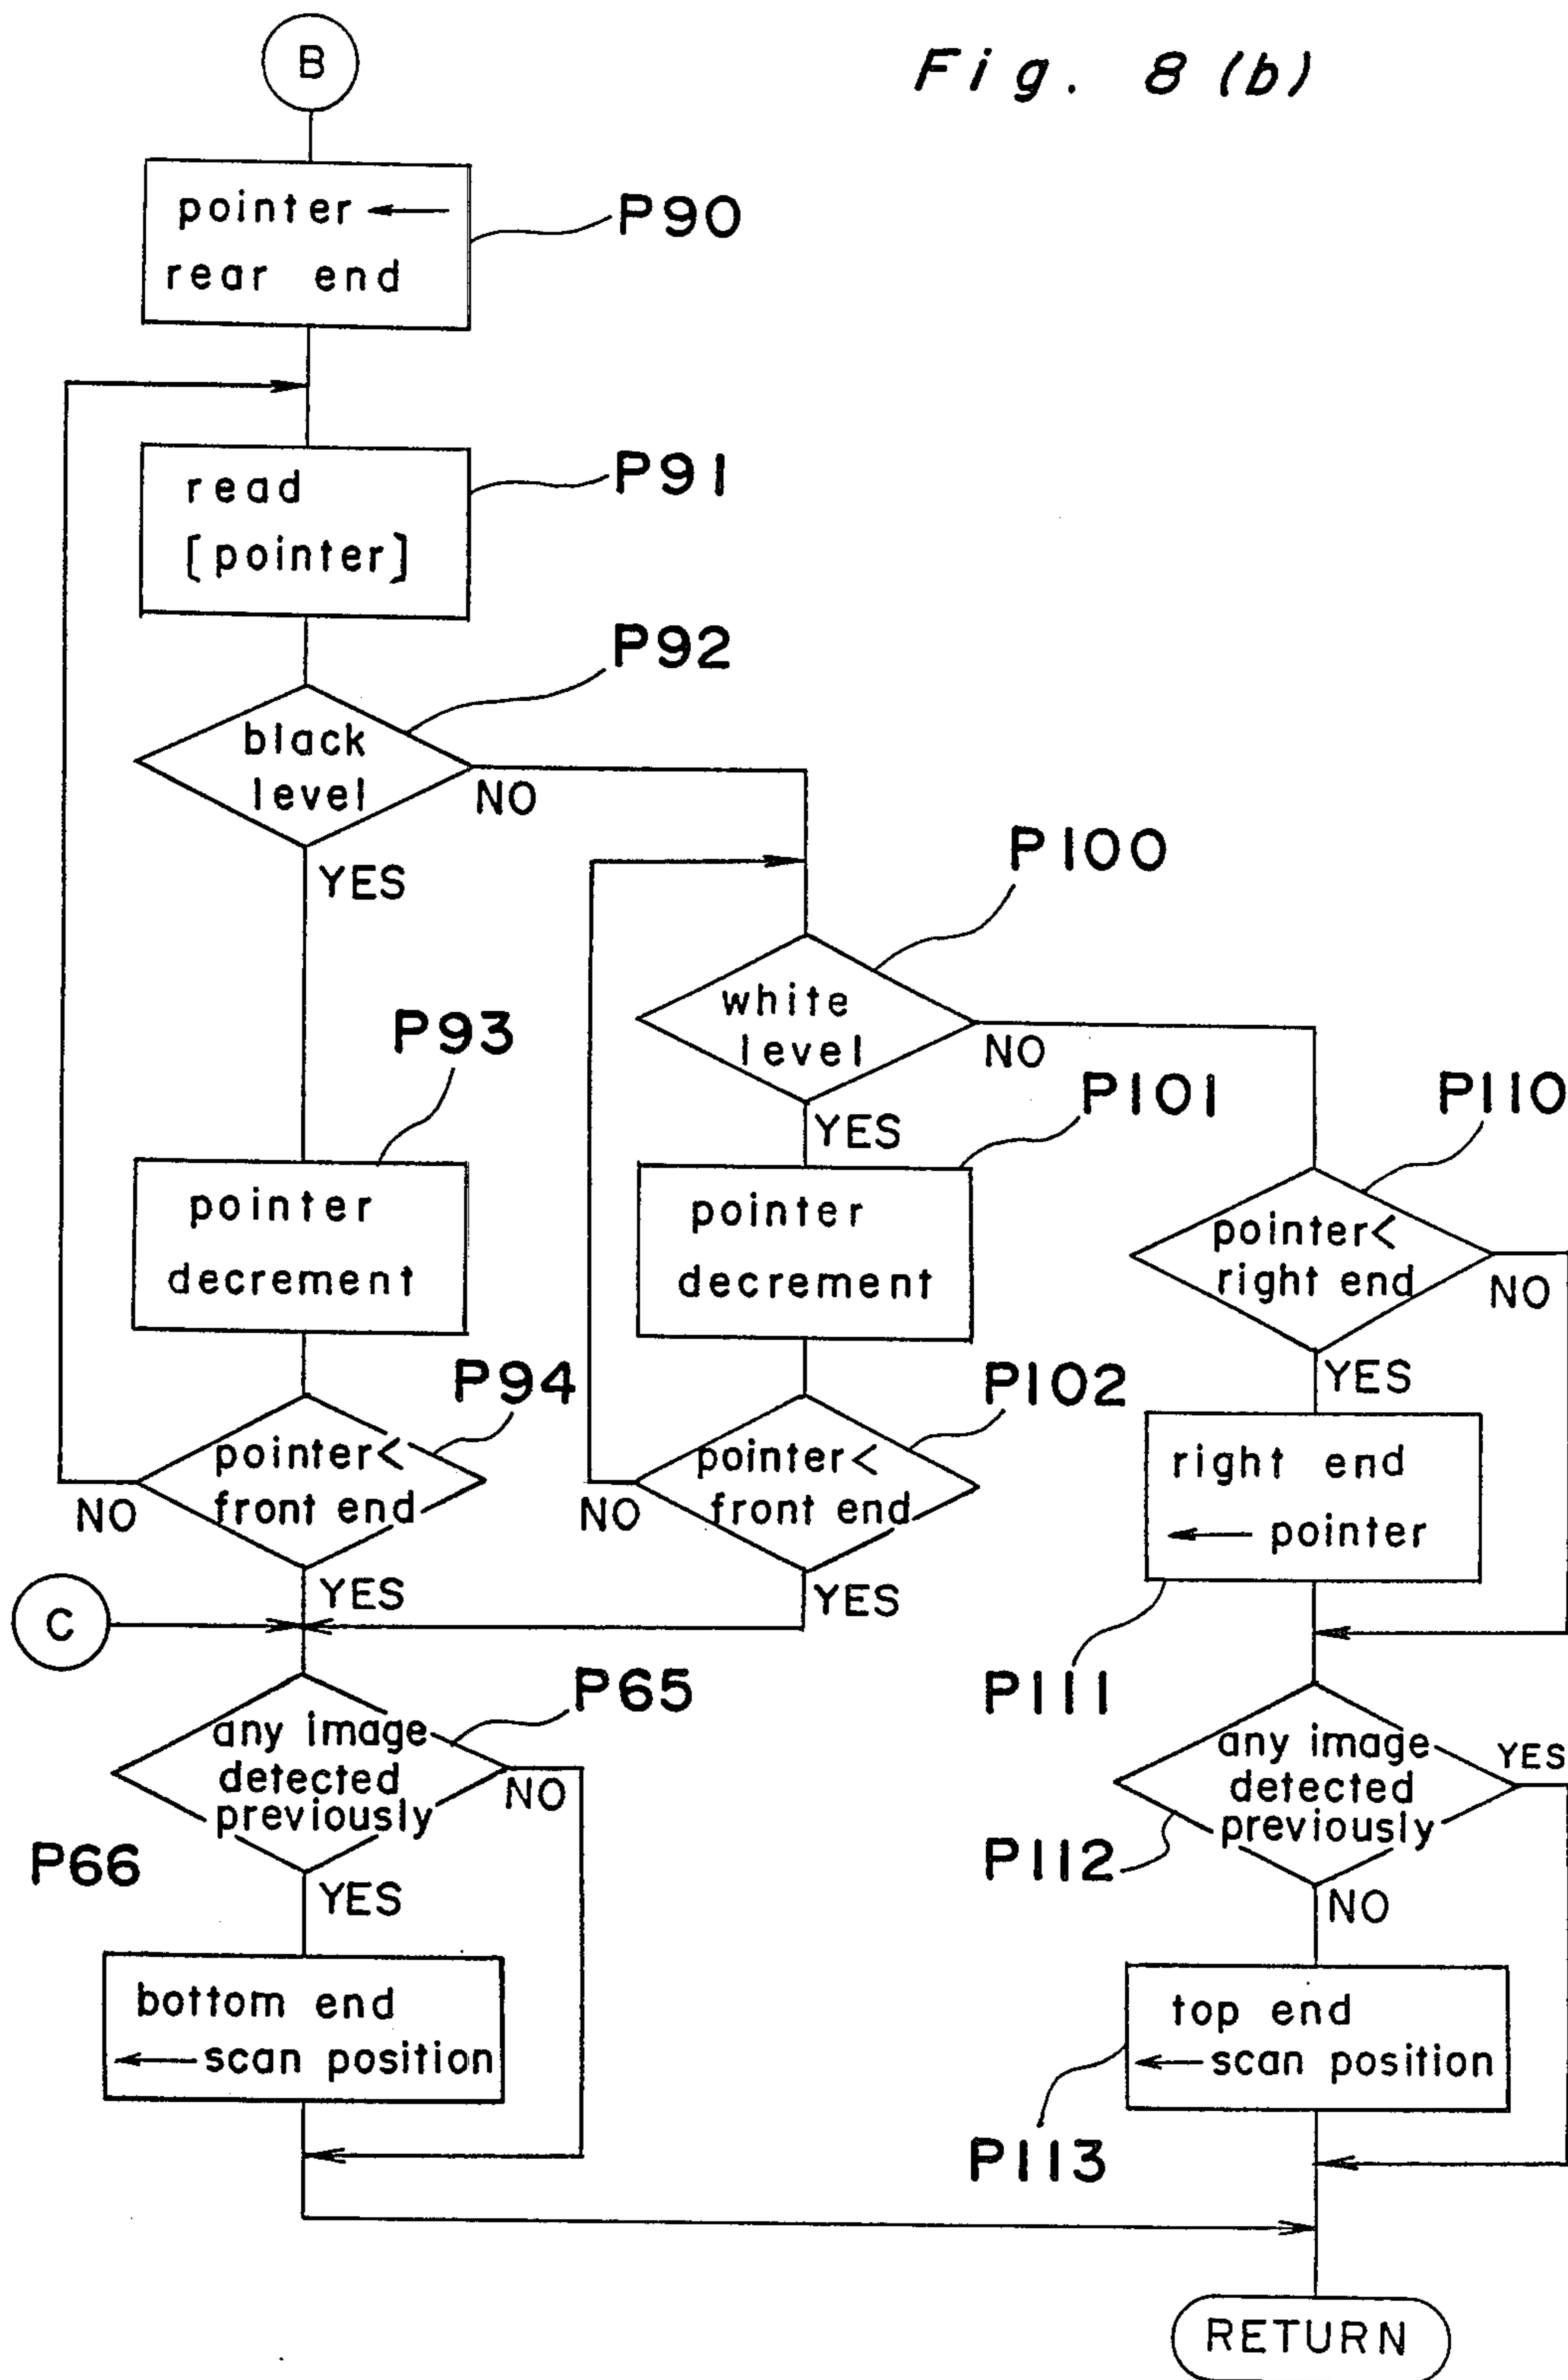 Fig. 8 (b)
B
pointer ←
rear end
P90
read
[pointer]
P91
black
level
P92
NO
YES
pointer
decrement
P93
pointer<
front end
P94
NO
YES
white
level
P100
NO
YES
pointer
decrement
P101
pointer<
front end
P102
NO
YES
pointer<
right end
P110
NO
YES
right end
← pointer
P111
C
any image
detected
previously
P65
NO
YES
P66
bottom end
← scan position
any image
detected
previously
P112
YES
NO
top end
← scan position
P113
RETURN